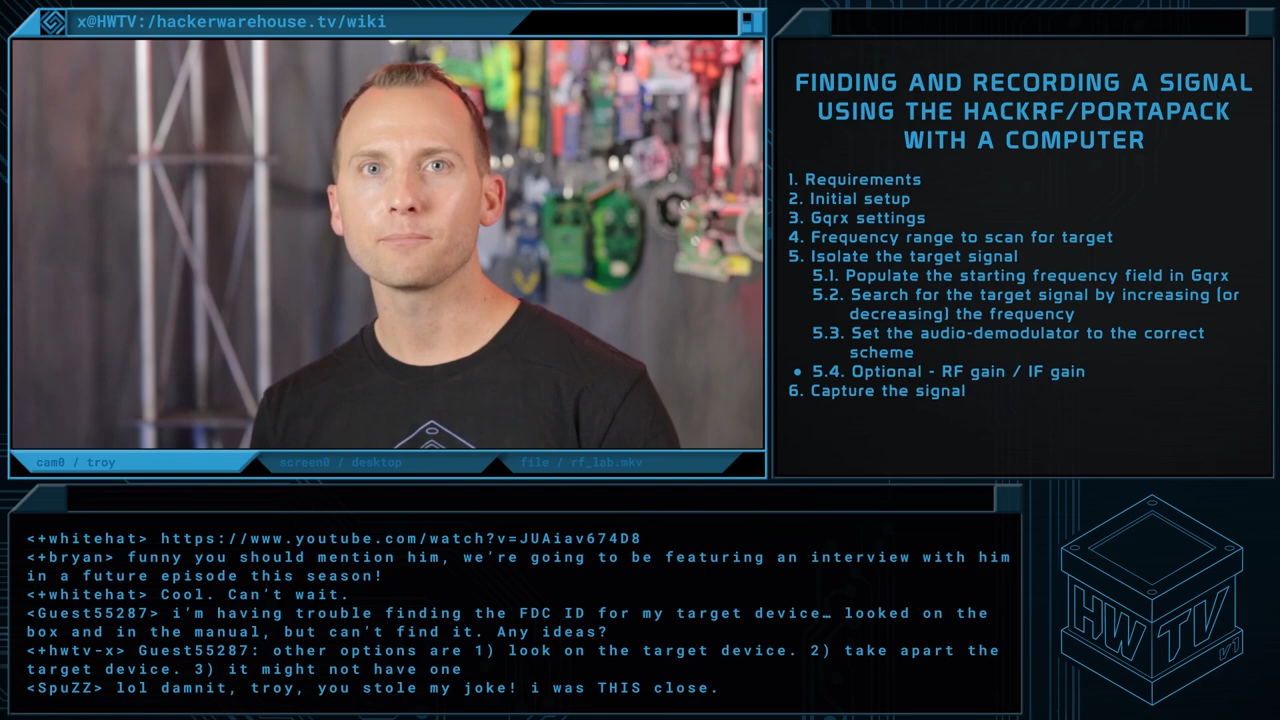 x@HWTV:/hackerwarehouse.tv/wiki
FINDING AND RECORDING A SIGNAL
USING THE HACKRF/PORTAPACK
WITH A COMPUTER
1. Requirements
2. Initial setup
3. Gqrx settings
4. Frequency range to scan for target
5. Isolate the target signal
5.1. Populate the starting frequency field in Gqrx
5.2. Search for the target signal by increasing (or
decreasing) the frequency
5.3. Set the audio-demodulator to the correct
scheme
• 5.4. Optional - RF gain / IF gain
6. Capture the signal
cam0 / troy
screen0 / desktop
file / rf_lab.mkv
<+whitehat> https://www.youtube.com/watch?v=JUAiav674D8
<+bryan> funny you should mention him, we're going to be featuring an interview with him
in a future episode this season!
<+whitehat> Cool. Can't wait.
<Guest55287> i'm having trouble finding the FDC ID for my target device… looked on the
box and in the manual, but can't find it. Any ideas?
<+hwtv-x> Guest55287: other options are 1) look on the target device. 2) take apart the
target device. 3) it might not have one
<SpuZZ> lol damnit, troy, you stole my joke! i was THIS close.
HWTV
V1